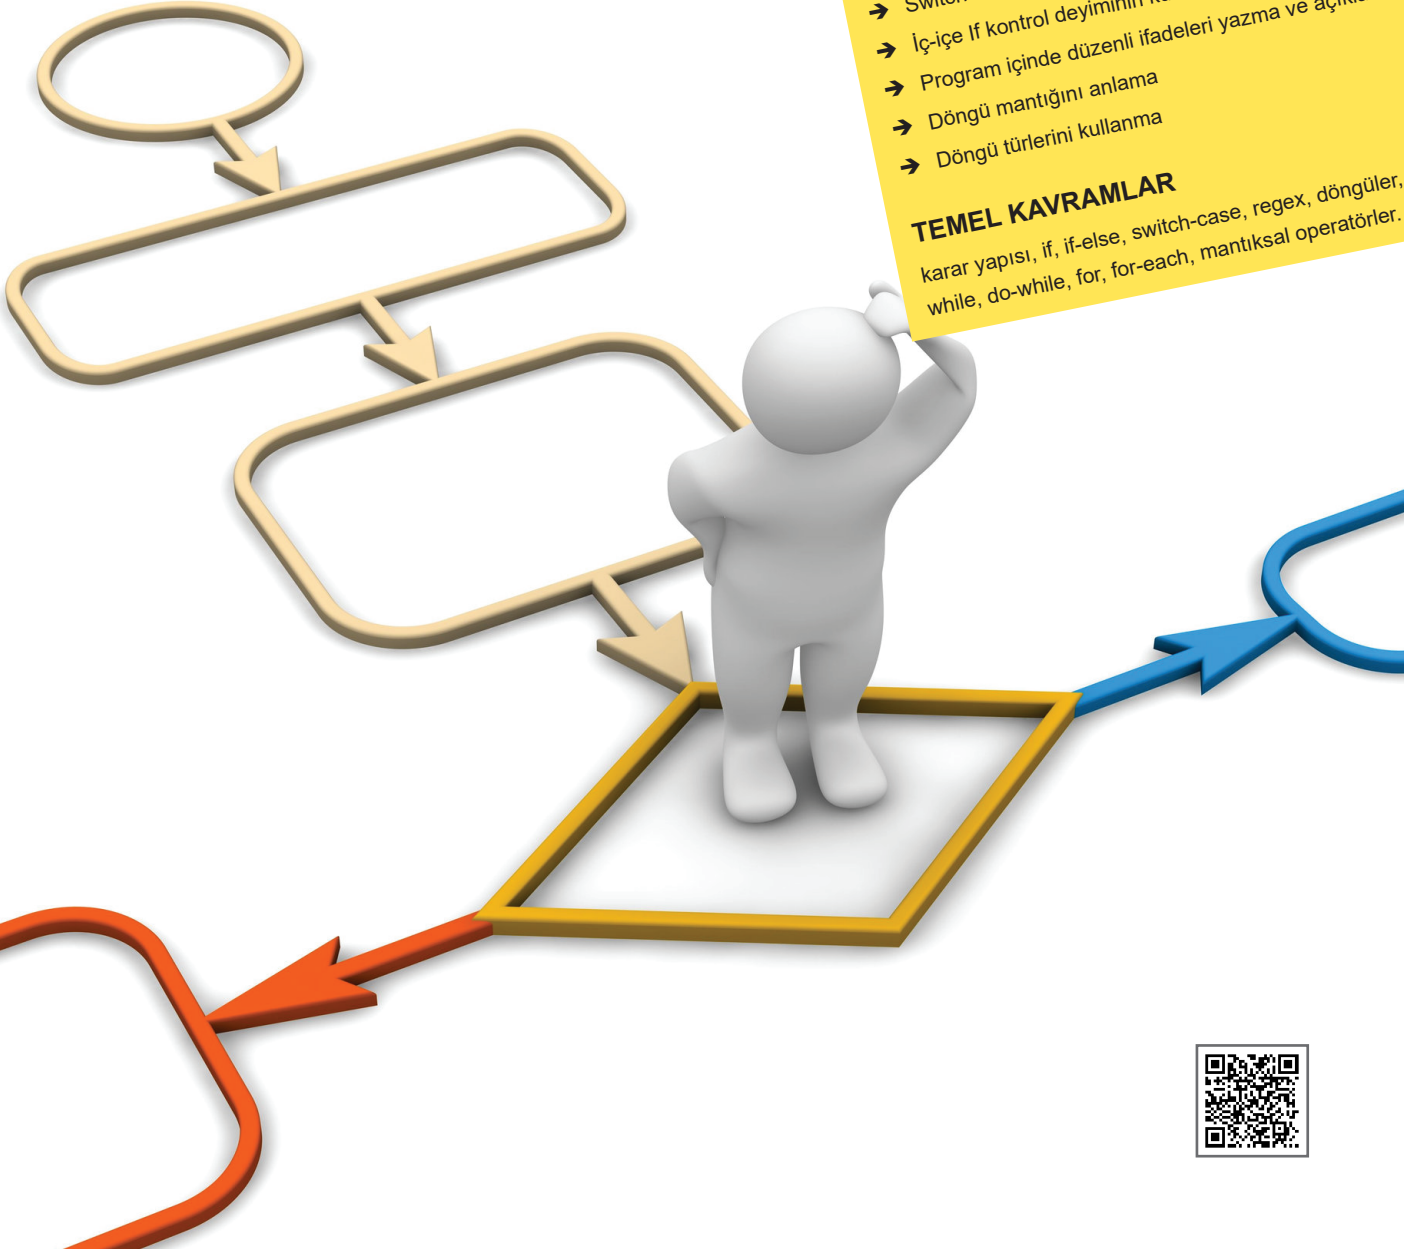 ➔ Switch
➔ İç-içe If kontrol deyiminin
➔ Program içinde düzenli ifadeleri yazma ve
➔ Döngü mantığını anlama
➔ Döngü türlerini kullanma
TEMEL KAVRAMLAR
karar yapısı, if, if-else, switch-case, regex, döngüler,
while, do-while, for, for-each, mantıksal operatörler.